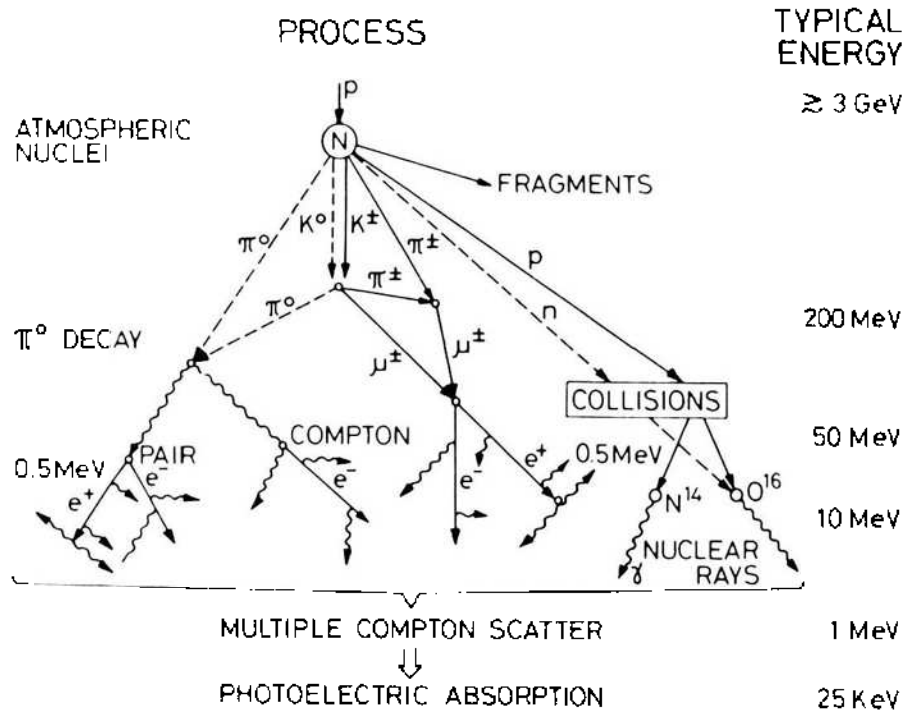 PROCESS
TYPICAL
ENERGY
p
≳ 3 GeV
ATMOSPHERIC
NUCLEI
N
FRAGMENTS
π° K° K± π± p
π° π± n
200 MeV
π° DECAY
μ± μ±
COLLISIONS
COMPTON
50 MeV
PAIR
0.5 MeV
0.5 MeV
e⁺ e⁻ e⁻ e⁻ e⁺
e⁻
N¹⁴ O¹⁶
10 MeV
γ NUCLEAR
RAYS
MULTIPLE COMPTON SCATTER 1 MeV
PHOTOELECTRIC ABSORPTION 25 KeV